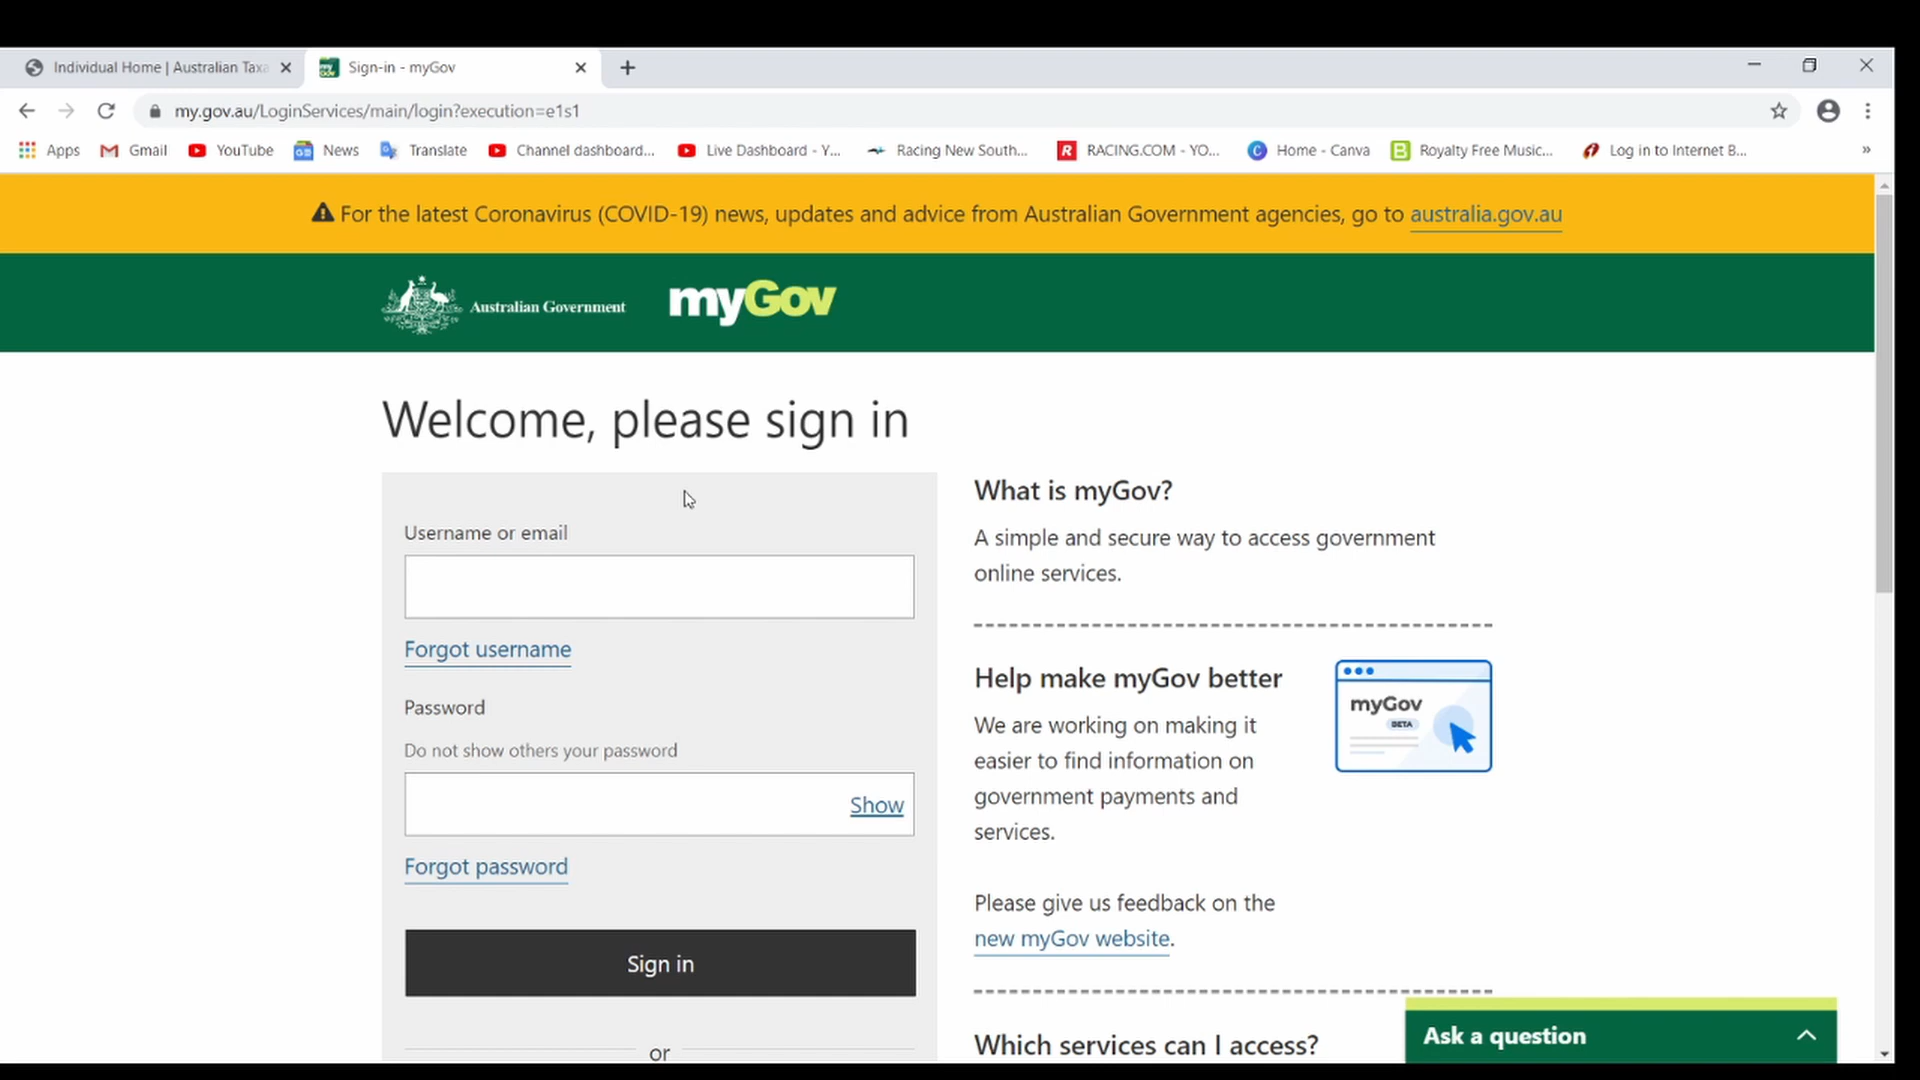 Individual Home | Australian Taxa
Sign-in - myGov
my.gov.au/LoginServices/main/login?execution=e1s1
Apps
Gmail
YouTube
News
Translate
Channel dashboard...
Live Dashboard - Y...
Racing New South...
R
RACING.COM - YO...
C
Home - Canva
B
Royalty Free Music...
Log in to Internet B...
»
For the latest Coronavirus (COVID-19) news, updates and advice from Australian Government agencies, go to australia.gov.au
Australian Government
myGov
Welcome, please sign in
Username or email
Forgot username
Password
Do not show others your password
Show
Forgot password
Sign in
or
What is myGov?
A simple and secure way to access government
online services.
Help make myGov better
We are working on making it
easier to find information on
government payments and
services.
myGov
BETA
Please give us feedback on the
new myGov website.
Which services can I access?
Ask a question